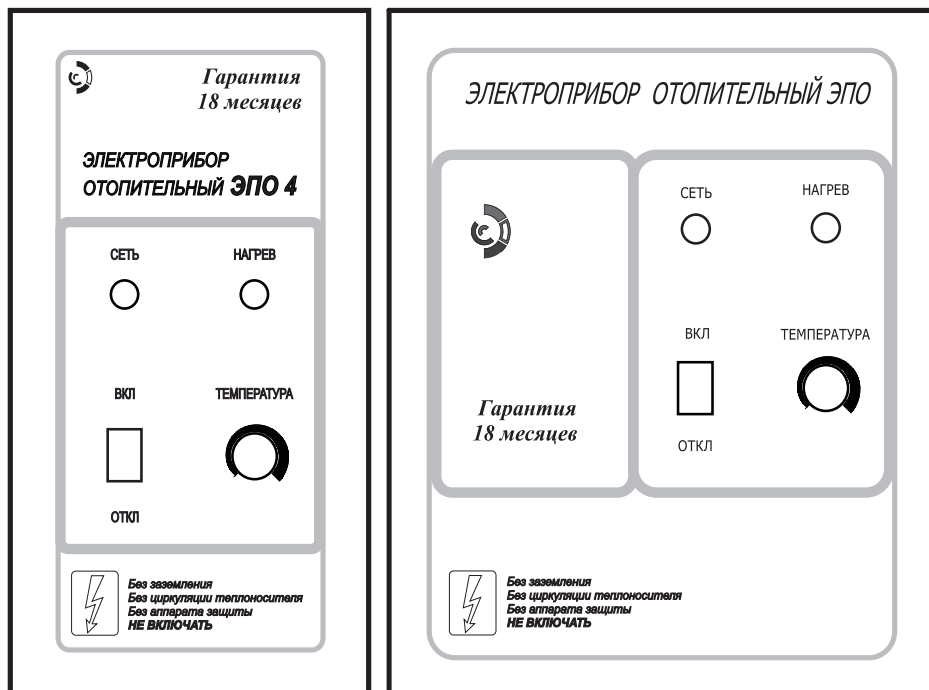 Гарантия
18 месяцев
ЭЛЕКТРОПРИБОР
ОТОПИТЕЛЬНЫЙ ЭПО 4
СЕТЬ НАГРЕВ
ВКЛ ТЕМПЕРАТУРА
ОТКЛ
Без заземления
Без циркуляции теплоносителя
Без аппарата защиты
НЕ ВКЛЮЧАТЬ
ЭЛЕКТРОПРИБОР ОТОПИТЕЛЬНЫЙ ЭПО
Гарантия
18 месяцев
СЕТЬ НАГРЕВ
ВКЛ ТЕМПЕРАТУРА
ОТКЛ
Без заземления
Без циркуляции теплоносителя
Без аппарата защиты
НЕ ВКЛЮЧАТЬ